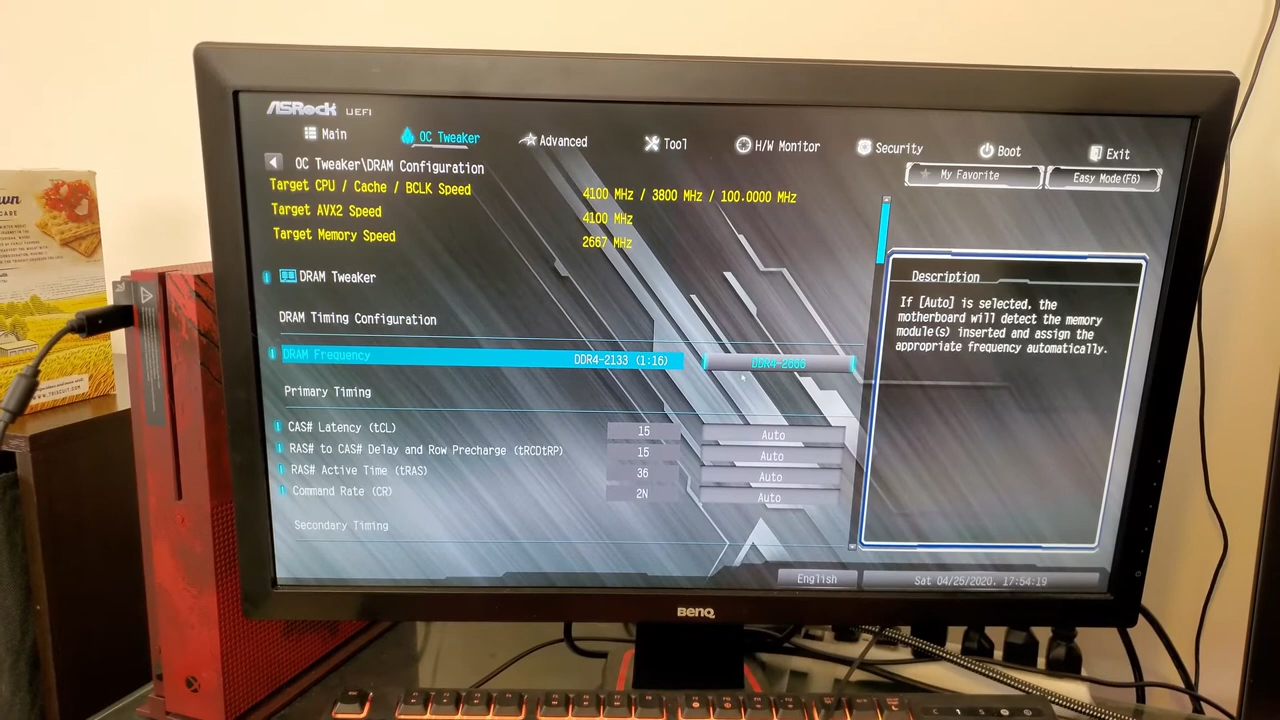 ASRock UEFI
Main
OC Tweaker
Advanced
Tool
H/W Monitor
Security
Boot
Exit
OC Tweaker\DRAM Configuration
My Favorite
Easy Mode(F6)
Target CPU / Cache / BCLK Speed 4100 MHz / 3800 MHz / 100.0000 MHz
Target AVX2 Speed 4100 MHz
Target Memory Speed 2667 MHz
DRAM Tweaker
DRAM Timing Configuration
DRAM Frequency DDR4-2133 (1:16) DDR4-2666
Primary Timing
CAS# Latency (tCL) 15 Auto
RAS# to CAS# Delay and Row Precharge (tRCDtRP) 15 Auto
RAS# Active Time (tRAS) 36 Auto
Command Rate (CR) 2N Auto
Secondary Timing
Description
If [Auto] is selected, the
motherboard will detect the memory
module(s) inserted and assign the
appropriate frequency automatically.
English
Sat 04/25/2020, 17:54:19
BenQ